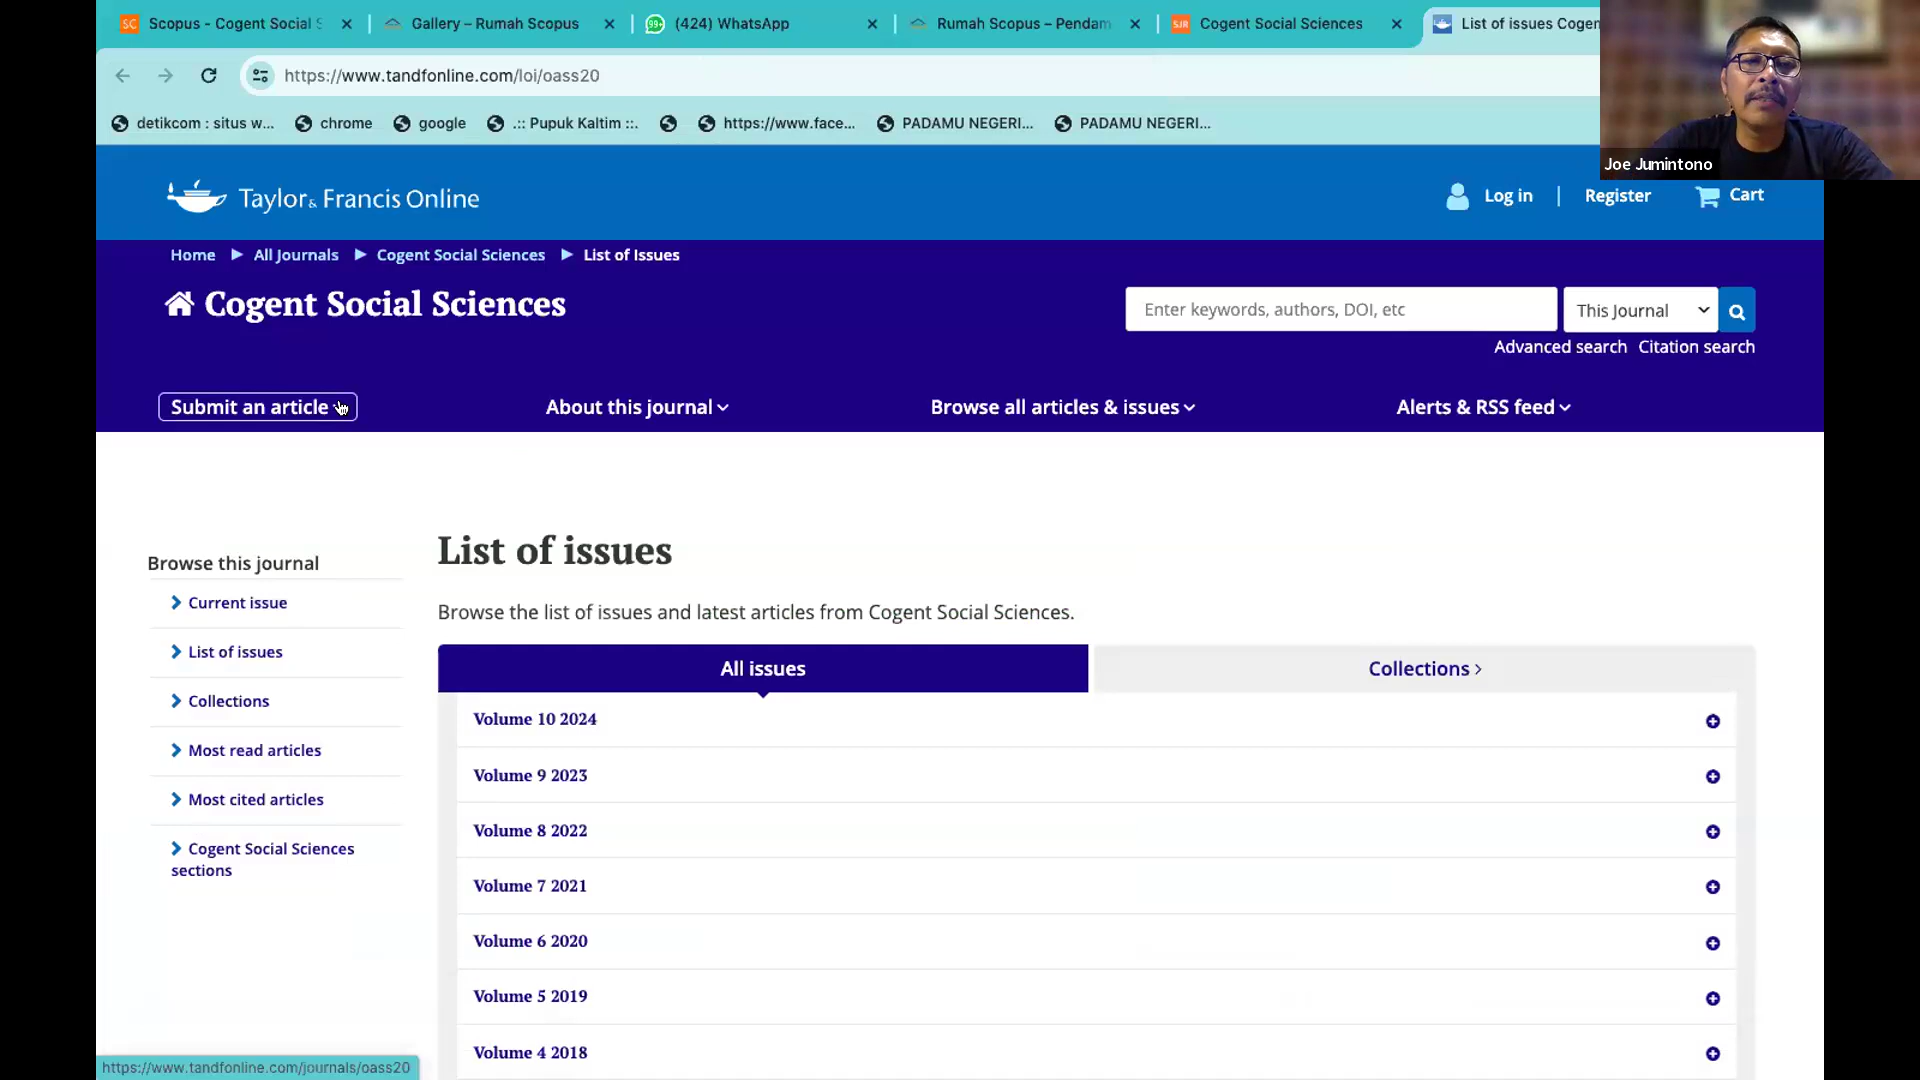 Scopus - Cogent Social S
Gallery – Rumah Scopus
99+
(424) WhatsApp
Rumah Scopus – Pendam
SJR
Cogent Social Sciences
List of issues Cogen
SC
https://www.tandfonline.com/loi/oass20
detikcom : situs w...
chrome
google
.:: Pupuk Kaltim ::.
https://www.face...
PADAMU NEGERI...
PADAMU NEGERI...
Joe Jumintono
Taylor & Francis Online
Log in
Register
Cart
Home
All Journals
Cogent Social Sciences
List of Issues
Cogent Social Sciences
Enter keywords, authors, DOI, etc
This Journal
Advanced search
Citation search
Submit an article
About this journal
Browse all articles & issues
Alerts & RSS feed
Browse this journal
Current issue
List of issues
Collections
Most read articles
Most cited articles
Cogent Social Sciences
sections
List of issues
Browse the list of issues and latest articles from Cogent Social Sciences.
All issues
Collections
Volume 10 2024
Volume 9 2023
Volume 8 2022
Volume 7 2021
Volume 6 2020
Volume 5 2019
Volume 4 2018
https://www.tandfonline.com/journals/oass20